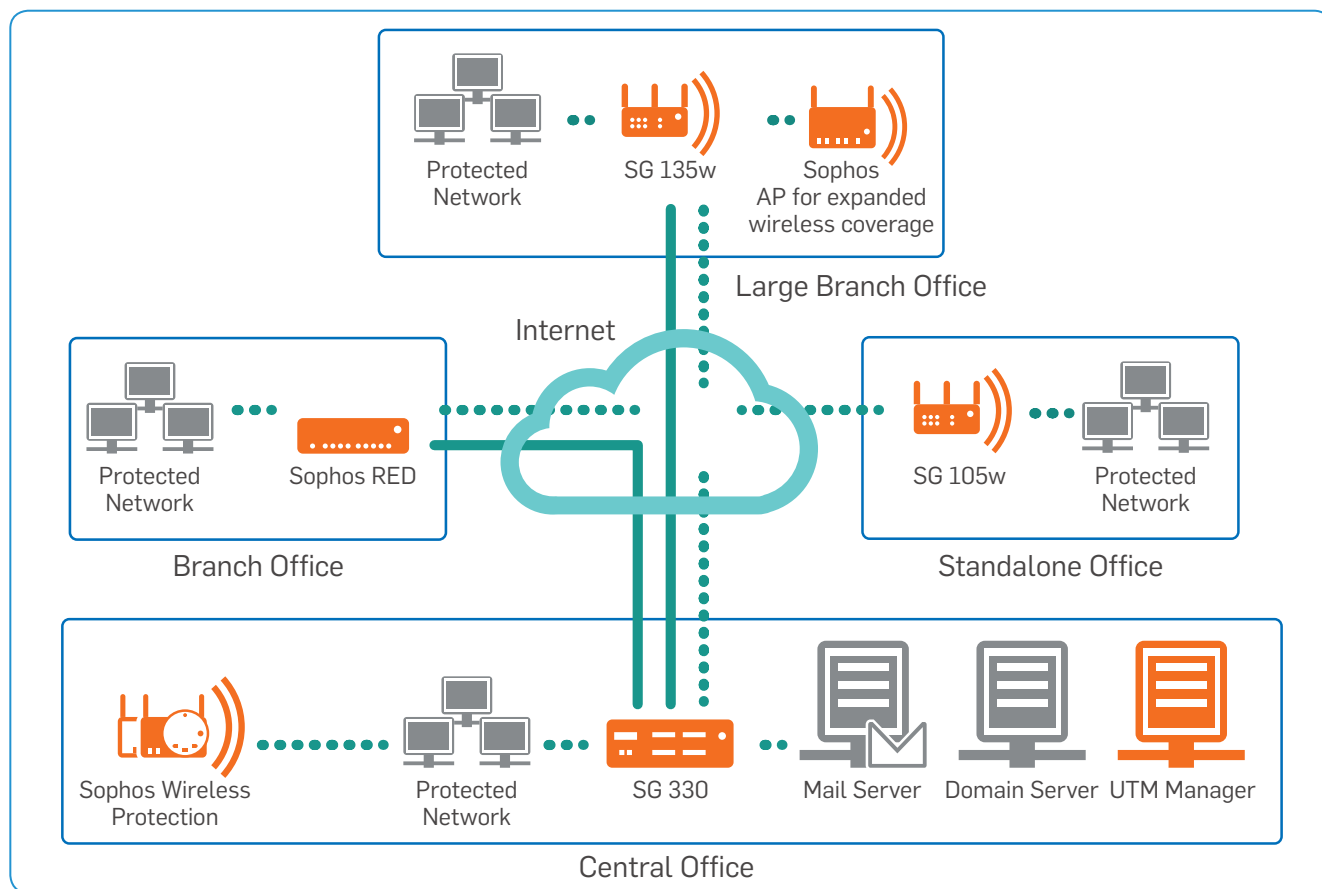 Protected
Network
SG 135w
Sophos
AP for expanded
wireless coverage
Large Branch Office
Internet
Protected
Network
Sophos RED
Branch Office
SG 105w
Protected
Network
Standalone Office
Sophos Wireless
Protection
Protected
Network
SG 330
Mail Server
Domain Server
UTM Manager
Central Office